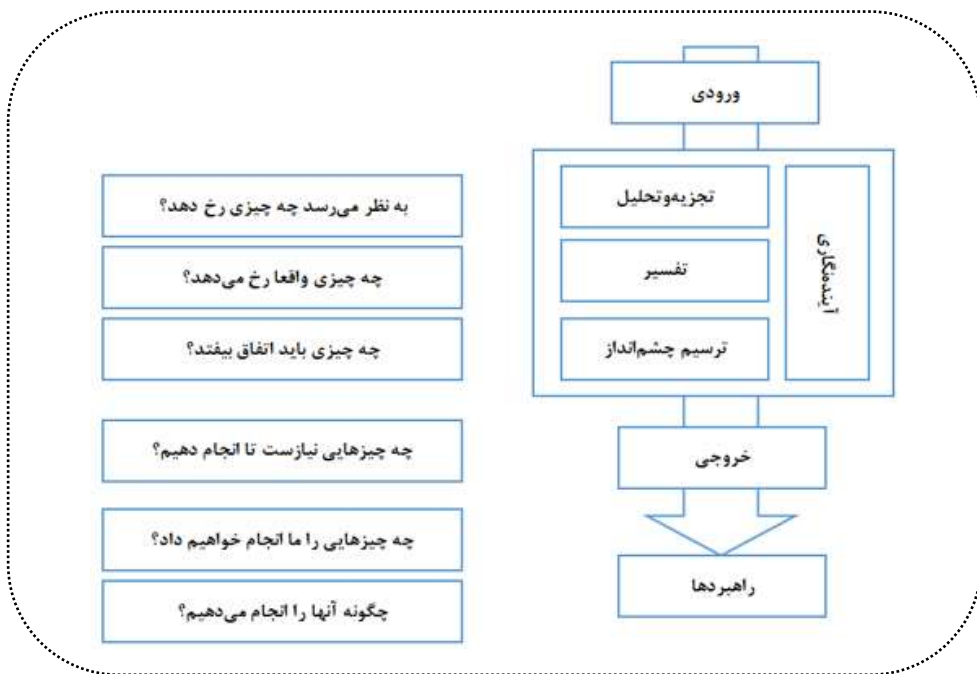 ورودی
آینده‌نگاری
تجزیه‌وتحلیل
تفسیر
ترسیم چشم‌انداز
خروجی
راهبردها
به نظر می‌رسد چه چیزی رخ دهد؟
چه چیزی واقعا رخ می‌دهد؟
چه چیزی باید اتفاق بیفتد؟
چه چیزهایی نیازست تا انجام دهیم؟
چه چیزهایی را ما انجام خواهیم داد؟
چگونه آنها را انجام می‌دهیم؟